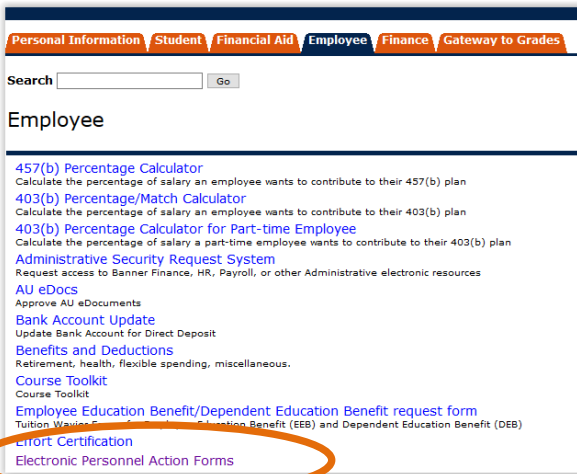 Personal Information Student Financial Aid Employee Finance Gateway to Grades
Search Go
Employee
457(b) Percentage Calculator
Calculate the percentage of salary an employee wants to contribute to their 457(b) plan
403(b) Percentage/Match Calculator
Calculate the percentage of salary an employee wants to contribute to their 403(b) plan
403(b) Percentage Calculator for Part-time Employee
Calculate the percentage of salary a part-time employee wants to contribute to their 403(b) plan
Administrative Security Request System
Request access to Banner Finance, HR, Payroll, or other Administrative electronic resources
AU eDocs
Approve AU eDocuments
Bank Account Update
Update Bank Account for Direct Deposit
Benefits and Deductions
Retirement, health, flexible spending, miscellaneous.
Course Toolkit
Course Toolkit
Employee Education Benefit/Dependent Education Benefit request form
Tuition Education Benefit (EEB) and Dependent Education Benefit (DEB)
Effort Certification
Electronic Personnel Action Forms